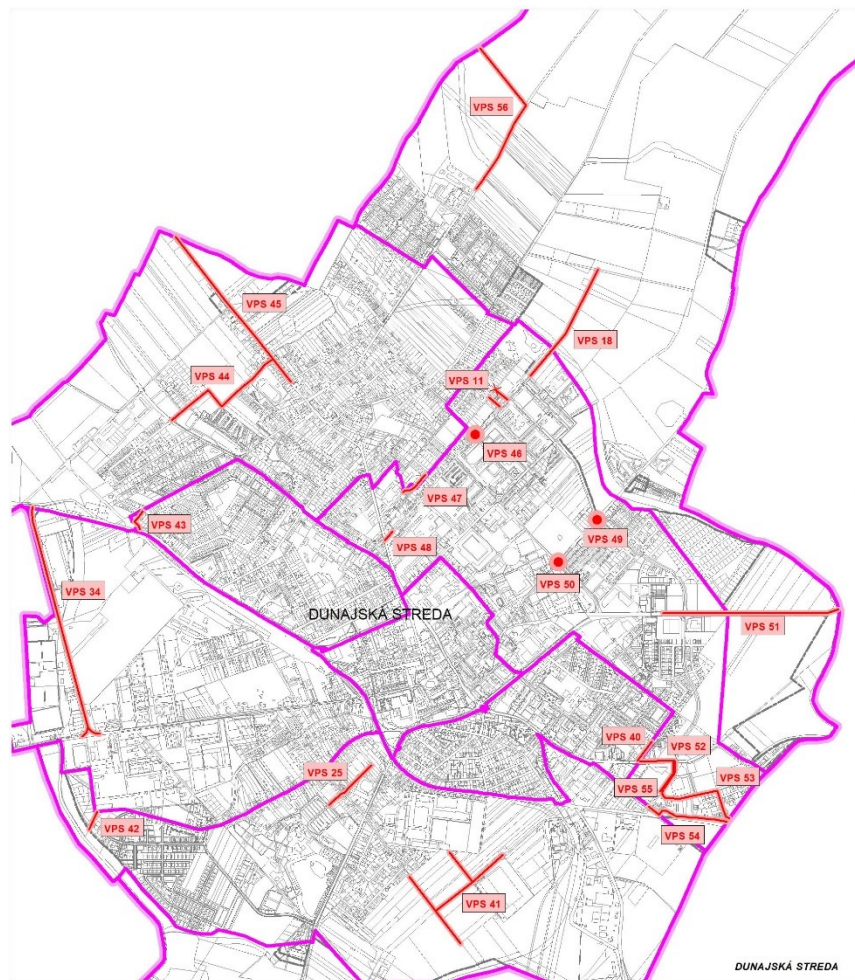 VPS 56
VPS 45
VPS 18
VPS 44
VPS 11
VPS 46
VPS 47
VPS 43
VPS 49
VPS 48
VPS 50
VPS 34
DUNAJSKÁ STREDA
VPS 51
VPS 40
VPS 52
VPS 25
VPS 53
VPS 55
VPS 42
VPS 54
VPS 41
DUNAJSKÁ STREDA